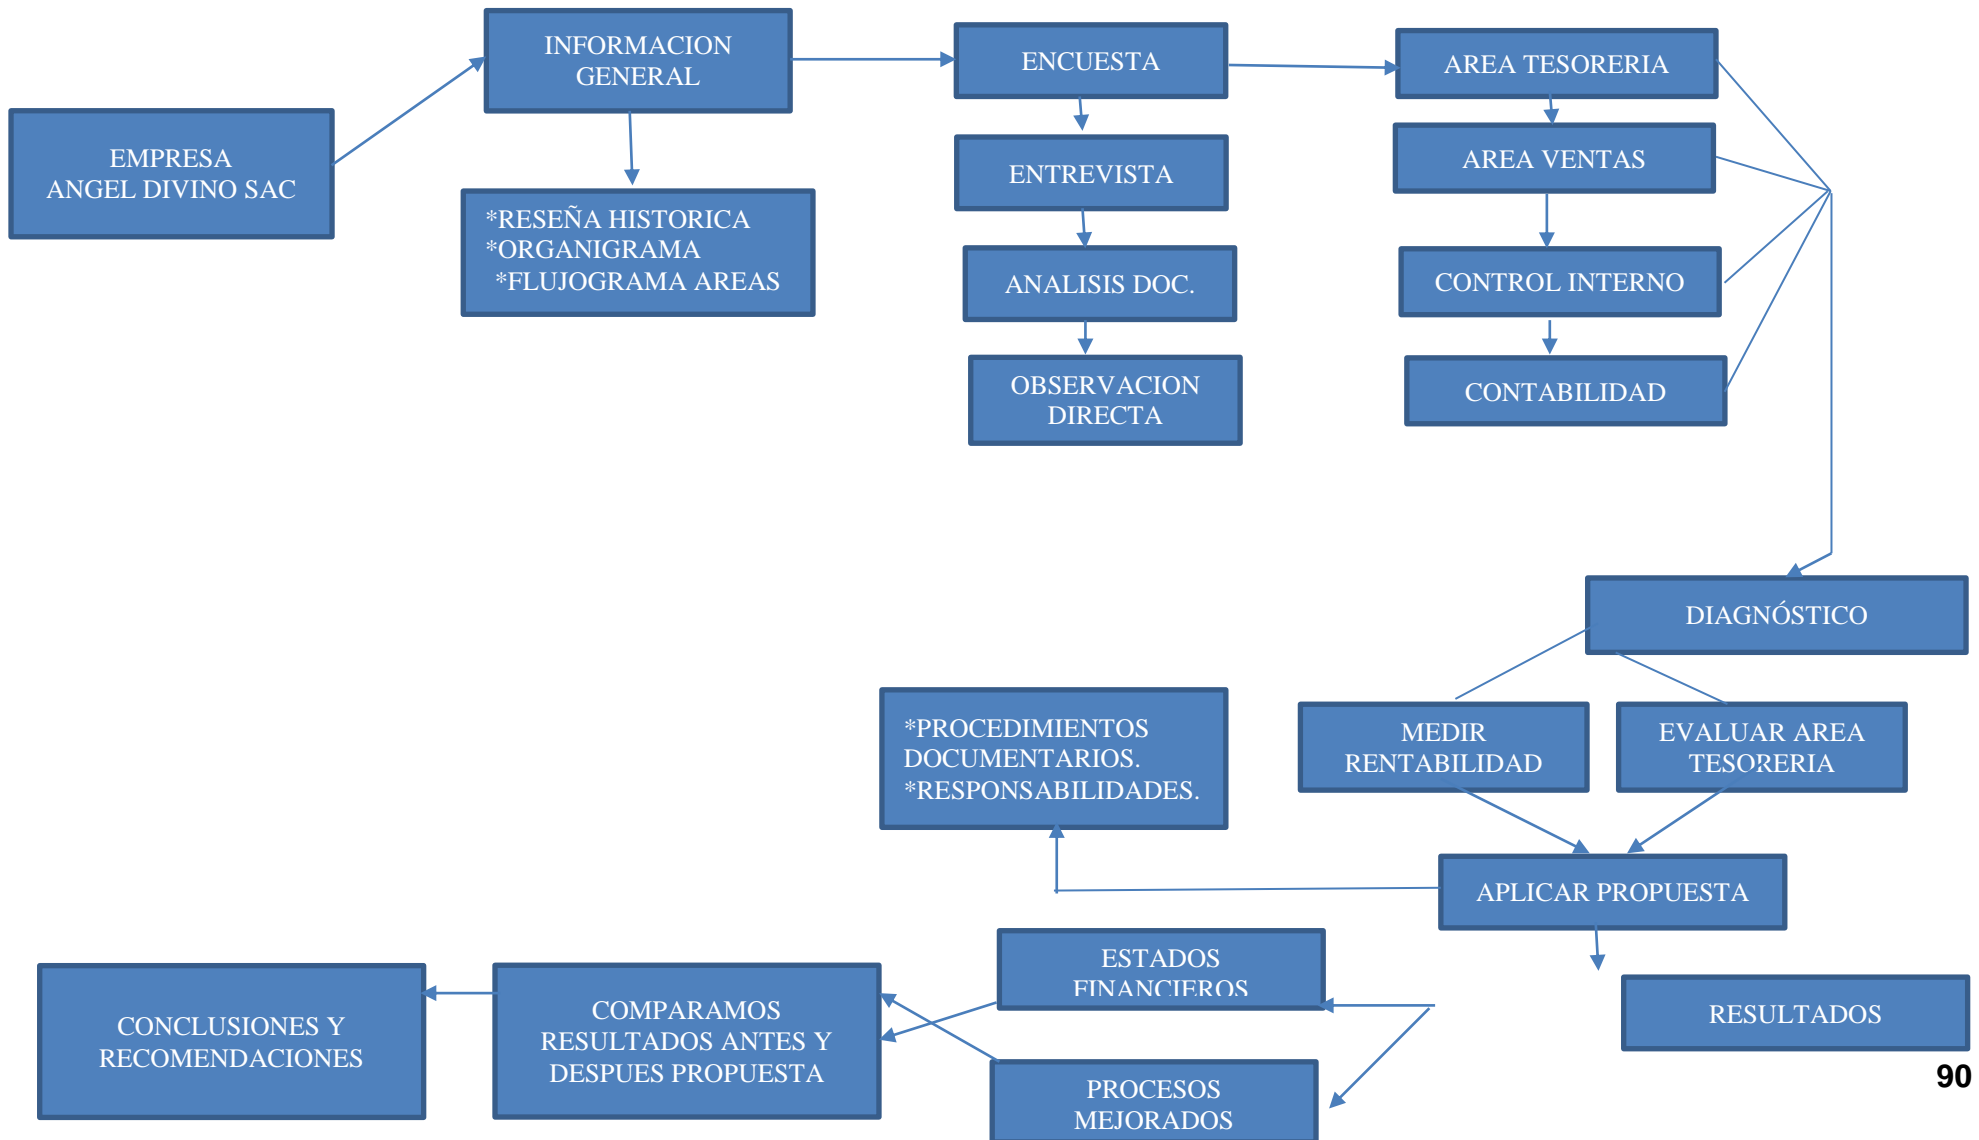 EMPRESA
ANGEL DIVINO SAC
INFORMACION
GENERAL
*RESEÑA HISTORICA
*ORGANIGRAMA
*FLUJOGRAMA AREAS
ENCUESTA
ENTREVISTA
ANALISIS DOC.
OBSERVACION
DIRECTA
AREA TESORERIA
AREA VENTAS
CONTROL INTERNO
CONTABILIDAD
DIAGNÓSTICO
MEDIR
RENTABILIDAD
EVALUAR AREA
TESORERIA
*PROCEDIMIENTOS
DOCUMENTARIOS.
*RESPONSABILIDADES.
APLICAR PROPUESTA
RESULTADOS
ESTADOS
FINANCIEROS
PROCESOS
MEJORADOS
COMPARAMOS
RESULTADOS ANTES Y
DESPUES PROPUESTA
CONCLUSIONES Y
RECOMENDACIONES
90